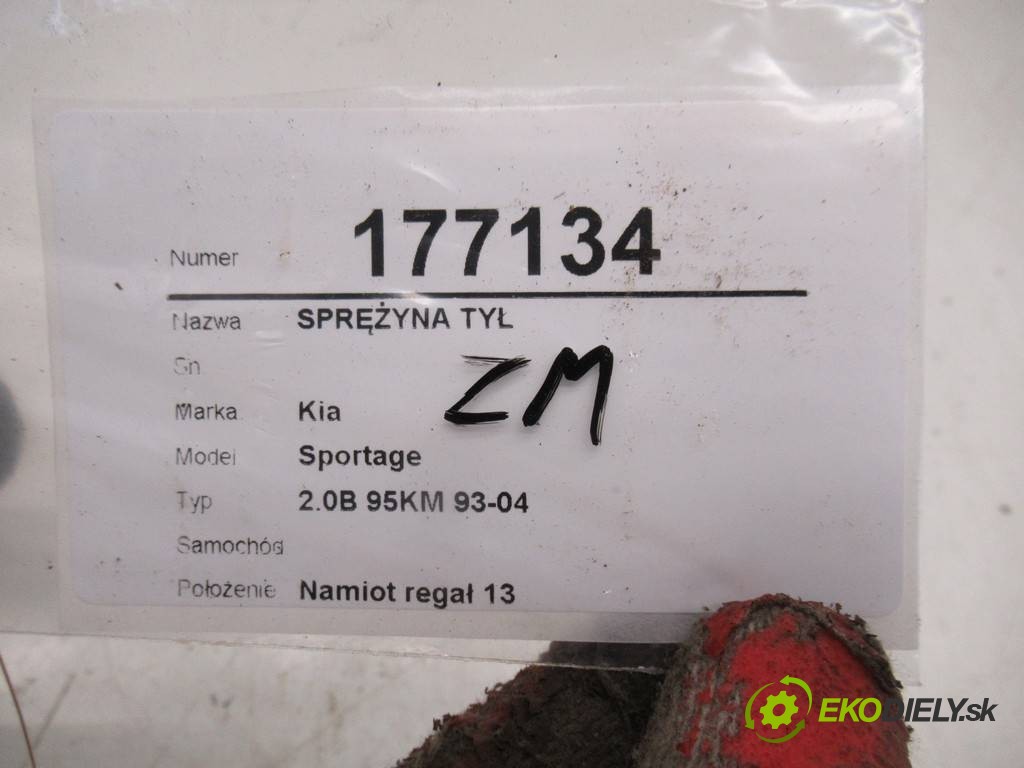 Numer 177134
Nazwa SPRĘŻYNA TYŁ
Sn
ZM
Marka Kia
Model Sportage
Typ 2.0B 95KM 93-04
Samochód
Położenie Namiot regał 13
EKODIELY.sk